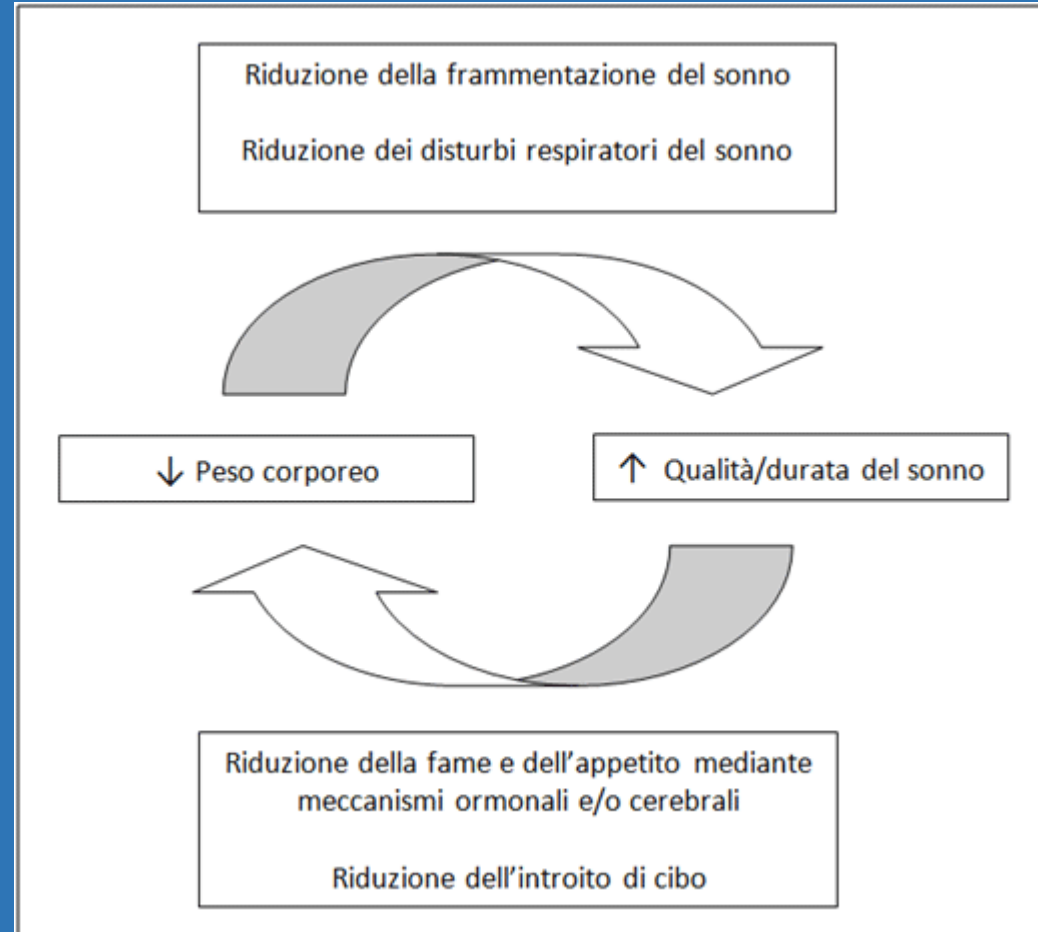 Riduzione della frammentazione del sonno
Riduzione dei disturbi respiratori del sonno
↓ Peso corporeo
↑ Qualità/durata del sonno
Riduzione della fame e dell’appetito mediante
meccanismi ormonali e/o cerebrali
Riduzione dell’introito di cibo